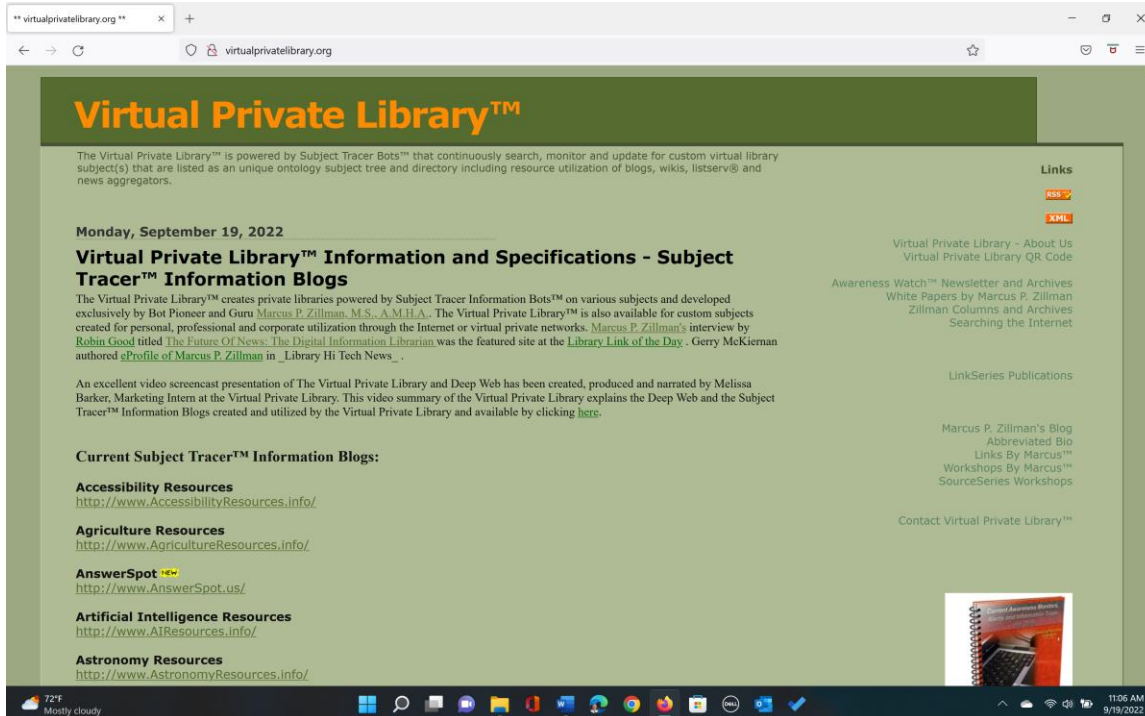 ** virtualprivatelibrary.org **
virtualprivatelibrary.org
Virtual Private Library™
The Virtual Private Library™ is powered by Subject Tracer Bots™ that continuously search, monitor and update for custom virtual library
subject(s) that are listed as an unique ontology subject tree and directory including resource utilization of blogs, wikis, listserv® and
news aggregators.
Monday, September 19, 2022
Virtual Private Library™ Information and Specifications - Subject
Tracer™ Information Blogs
The Virtual Private Library™ creates private libraries powered by Subject Tracer Information Bots™ on various subjects and developed
exclusively by Bot Pioneer and Guru Marcus P. Zillman, M.S., A.M.H.A.. The Virtual Private Library™ is also available for custom subjects
created for personal, professional and corporate utilization through the Internet or virtual private networks. Marcus P. Zillman's interview by
Robin Good titled The Future Of News: The Digital Information Librarian was the featured site at the Library Link of the Day . Gerry McKiernan
authored eProfile of Marcus P. Zillman in _Library Hi Tech News_ .
An excellent video screencast presentation of The Virtual Private Library and Deep Web has been created, produced and narrated by Melissa
Barker, Marketing Intern at the Virtual Private Library. This video summary of the Virtual Private Library explains the Deep Web and the Subject
Tracer™ Information Blogs created and utilized by the Virtual Private Library and available by clicking here.
Current Subject Tracer™ Information Blogs:
Accessibility Resources
http://www.AccessibilityResources.info/
Agriculture Resources
http://www.AgricultureResources.info/
AnswerSpot NEW
http://www.AnswerSpot.us/
Artificial Intelligence Resources
http://www.AIResources.info/
Astronomy Resources
http://www.AstronomyResources.info/
Links
RSS
XML
Virtual Private Library - About Us
Virtual Private Library QR Code
Awareness Watch™ Newsletter and Archives
White Papers by Marcus P. Zillman
Zillman Columns and Archives
Searching the Internet
LinkSeries Publications
Marcus P. Zillman's Blog
Abbreviated Bio
Links By Marcus™
Workshops By Marcus™
SourceSeries Workshops
Contact Virtual Private Library™
72°F
Mostly cloudy
DELL
11:06 AM
9/19/2022